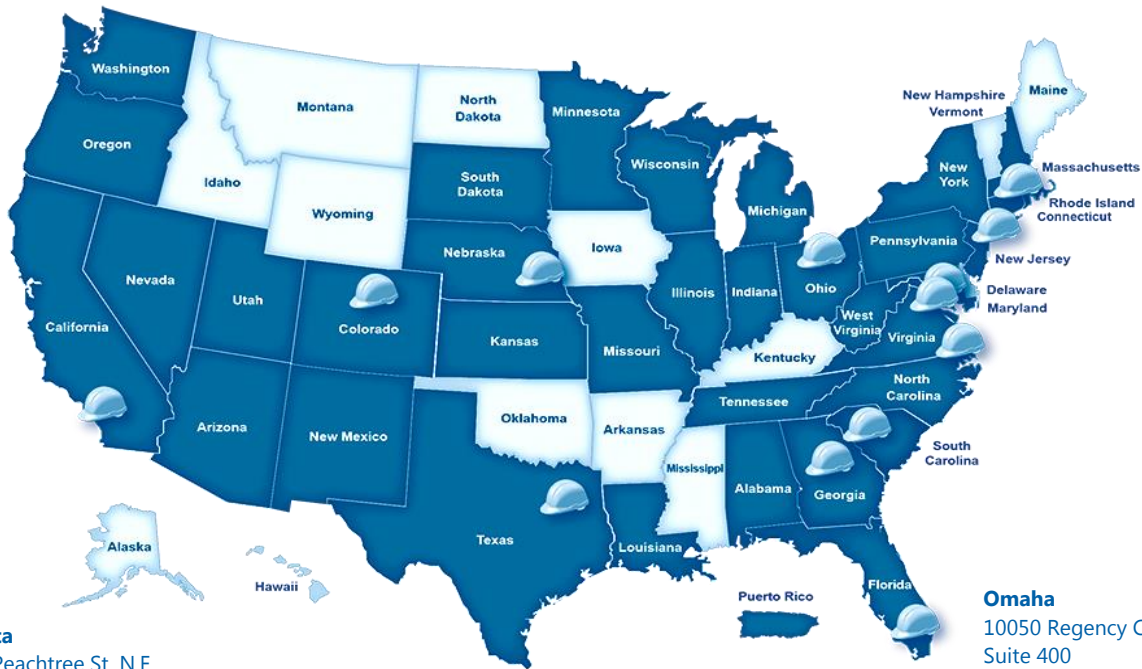 Washington
Montana
North
Dakota
Minnesota
New Hampshire
Vermont
Maine
Oregon
Idaho
Wyoming
South
Dakota
Wisconsin
Michigan
New
York
Massachusetts
Rhode Island
Connecticut
Nebraska
Iowa
Pennsylvania
New Jersey
Nevada
Utah
Colorado
Illinois
Indiana
Ohio
Delaware
Maryland
California
Kansas
Missouri
West
Virginia
Virginia
Kentucky
North
Carolina
Tennessee
Arizona
New Mexico
Oklahoma
Arkansas
Mississippi
Alabama
Georgia
South
Carolina
Texas
Louisiana
Alaska
Hawaii
Florida
Puerto Rico
Omaha
10050 Regency
Suite 400
ta
Peachtree St. N.E.